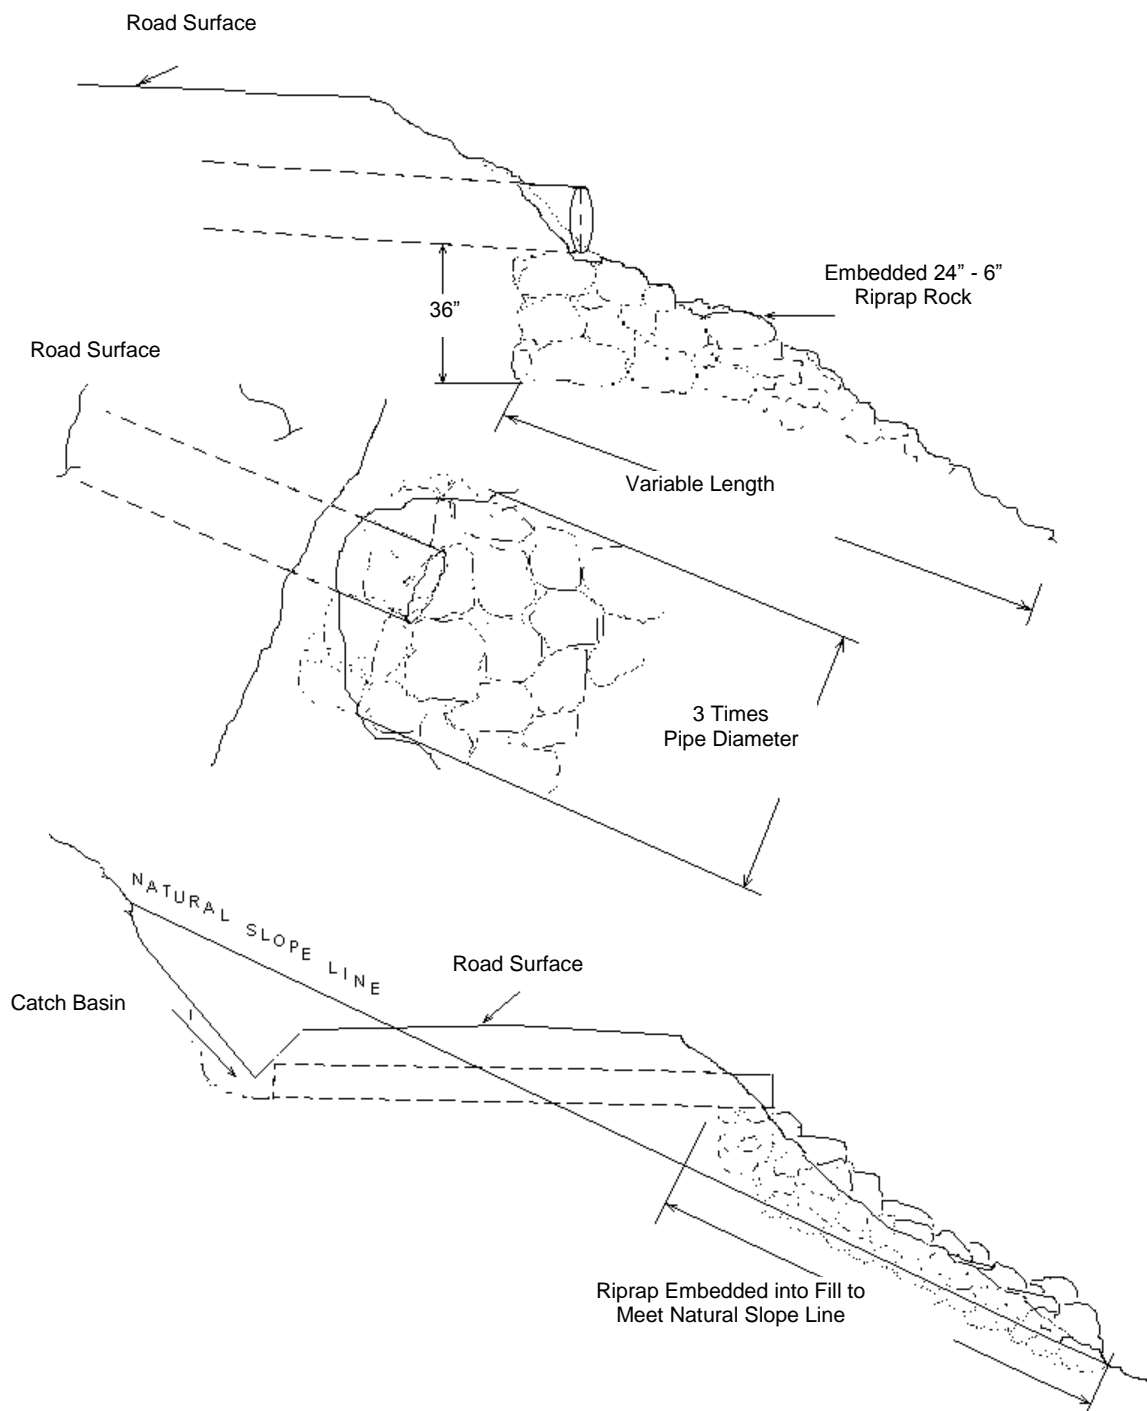 Road Surface
Embedded 24” - 6”
Riprap Rock
36”
Road Surface
Variable Length
3 Times
Pipe Diameter
NATURAL SLOPE LINE
Road Surface
Catch Basin
Riprap Embedded into Fill to
Meet Natural Slope Line